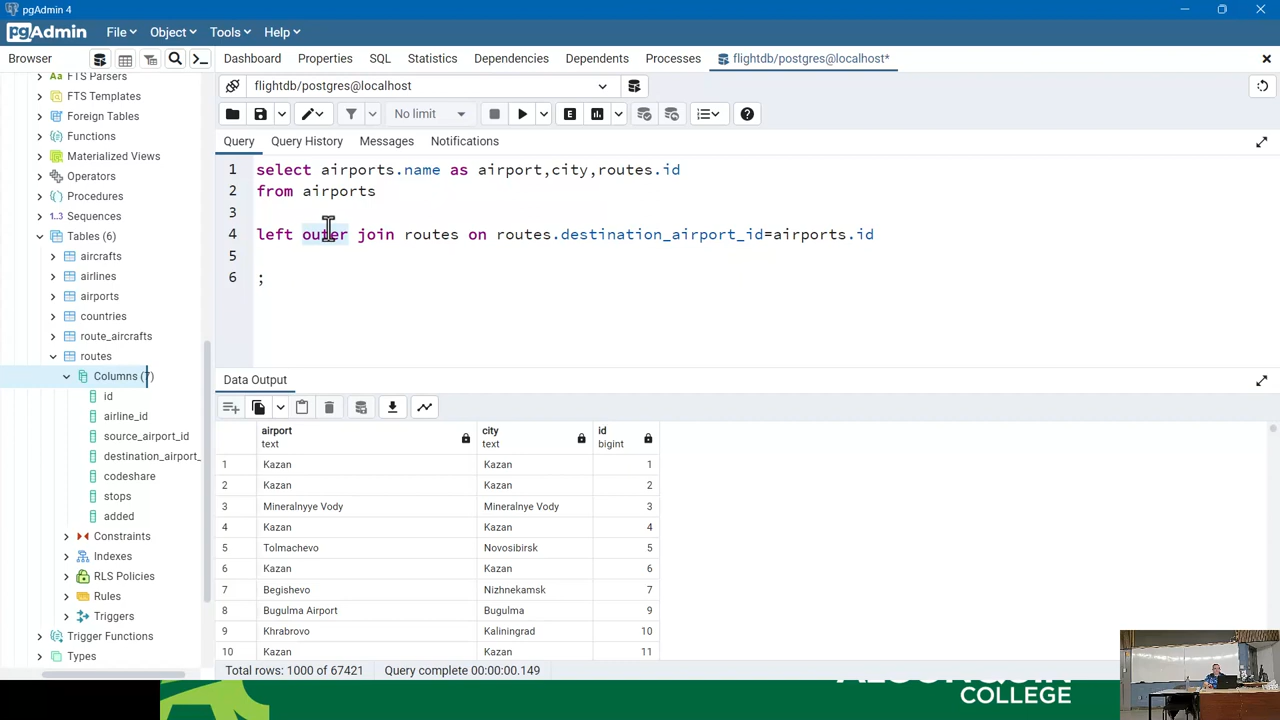 pgAdmin 4
pgAdmin File Object Tools Help
Browser Dashboard Properties SQL Statistics Dependencies Dependents Processes flightdb/postgres@localhost*
FTS Parsers
FTS Templates
Foreign Tables
Functions
Materialized Views
Operators
Procedures
1..3 Sequences
Tables (6)
aircrafts
airlines
airports
countries
route_aircrafts
routes
Columns (7)
id
airline_id
source_airport_id
destination_airport_
codeshare
stops
added
Constraints
Indexes
RLS Policies
Rules
Triggers
Trigger Functions
Types
flightdb/postgres@localhost
No limit
Query Query History Messages Notifications
1 select airports.name as airport,city,routes.id
2 from airports
3
4 left outer join routes on routes.destination_airport_id=airports.id
5
6 ;
Data Output
airport text city text id bigint
1 Kazan Kazan 1
2 Kazan Kazan 2
3 Mineralnyye Vody Mineralnye Vody 3
4 Kazan Kazan 4
5 Tolmachevo Novosibirsk 5
6 Kazan Kazan 6
7 Begishevo Nizhnekamsk 7
8 Bugulma Airport Bugulma 9
9 Khrabrovo Kaliningrad 10
10 Kazan Kazan 11
Total rows: 1000 of 67421 Query complete 00:00:00.149
COLLEGE